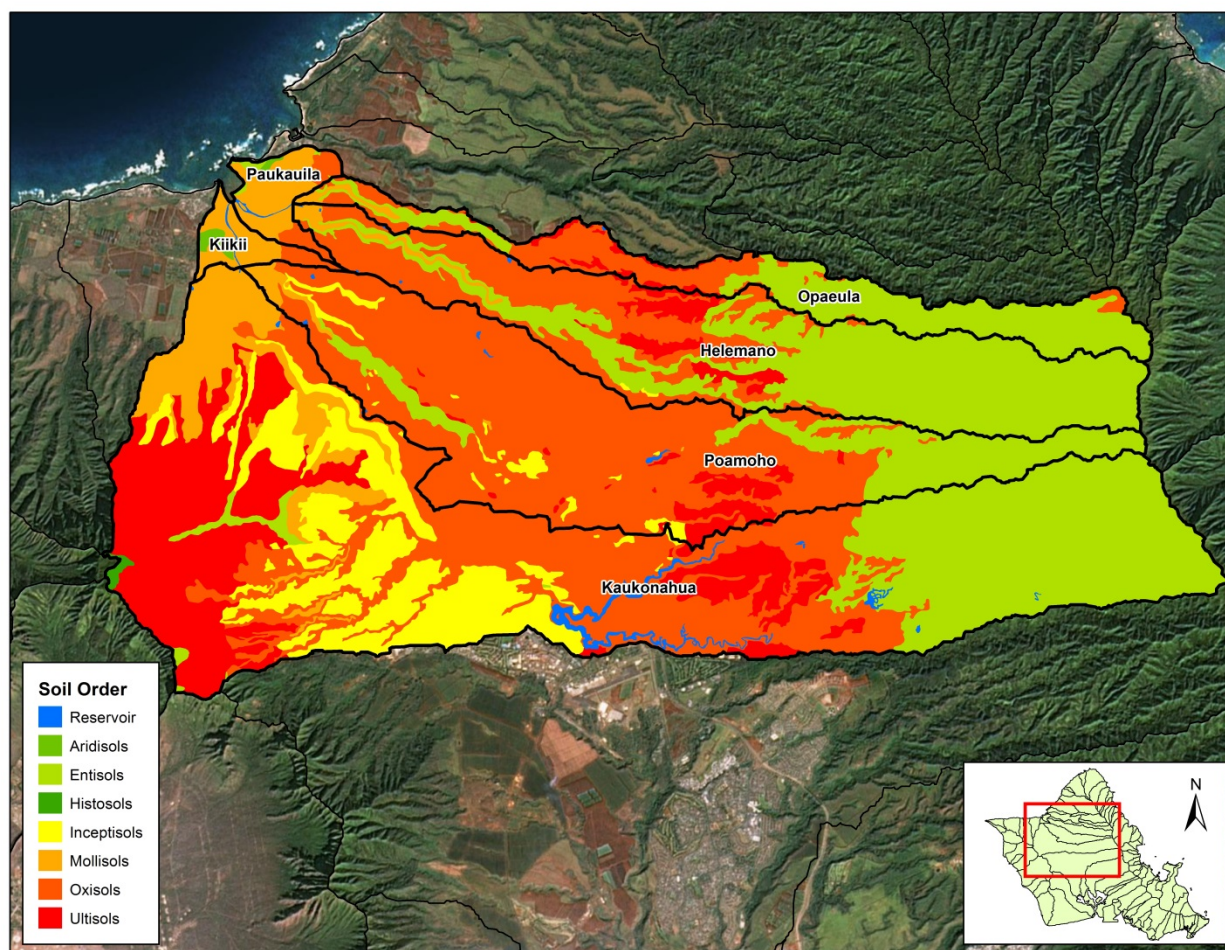 Paukauila
Kiikii
Opaeula
Helemano
Poamoho
Kaukonahua
Soil Order
Reservoir
Aridisols
Entisols
Histosols
Inceptisols
Mollisols
Oxisols
Ultisols
N